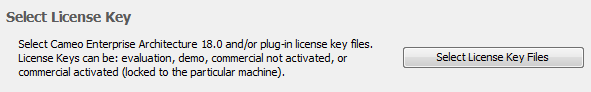 Select License Key
Select Cameo Enterprise Architecture 18.0 and/or plug-in license key files.
License Keys can be: evaluation, demo, commercial not activated, or
commercial activated (locked to the particular machine).
Select License Key Files